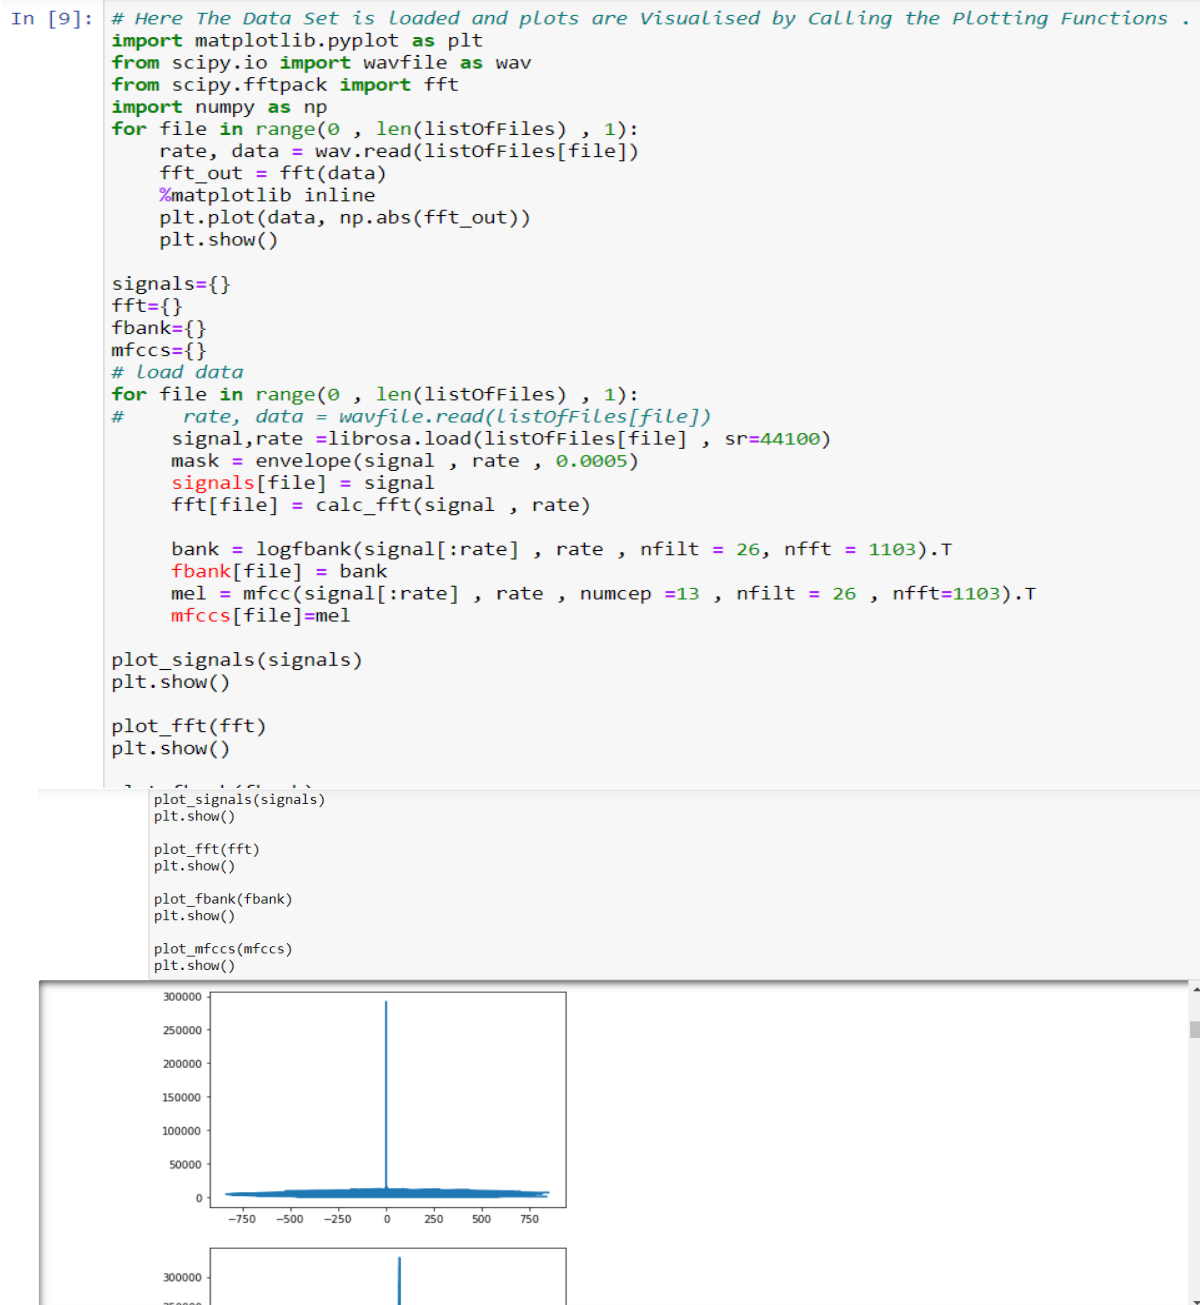 In [9]: # Here The Data Set is loaded and plots are Visualised by Calling the Plotting Functions .
import matplotlib.pyplot as plt
from scipy.io import wavfile as wav
from scipy.fftpack import fft
import numpy as np
for file in range(0 , len(listOfFiles) , 1):
    rate, data = wav.read(listOfFiles[file])
    fft_out = fft(data)
    %matplotlib inline
    plt.plot(data, np.abs(fft_out))
    plt.show()

signals={}
fft={}
fbank={}
mfccs={}
# load data
for file in range(0 , len(listOfFiles) , 1):
#     rate, data = wavfile.read(listOfFiles[file])
     signal,rate =librosa.load(listOfFiles[file] , sr=44100)
     mask = envelope(signal , rate , 0.0005)
     signals[file] = signal
     fft[file] = calc_fft(signal , rate)

     bank = logfbank(signal[:rate] , rate , nfilt = 26, nfft = 1103).T
     fbank[file] = bank
     mel = mfcc(signal[:rate] , rate , numcep =13 , nfilt = 26 , nfft=1103).T
     mfccs[file]=mel

plot_signals(signals)
plt.show()

plot_fft(fft)
plt.show()

plot_signals(signals)
plt.show()

plot_fft(fft)
plt.show()

plot_fbank(fbank)
plt.show()

plot_mfccs(mfccs)
plt.show()

300000
250000
200000
150000
100000
50000
0
−750 −500 −250 0 250 500 750
300000